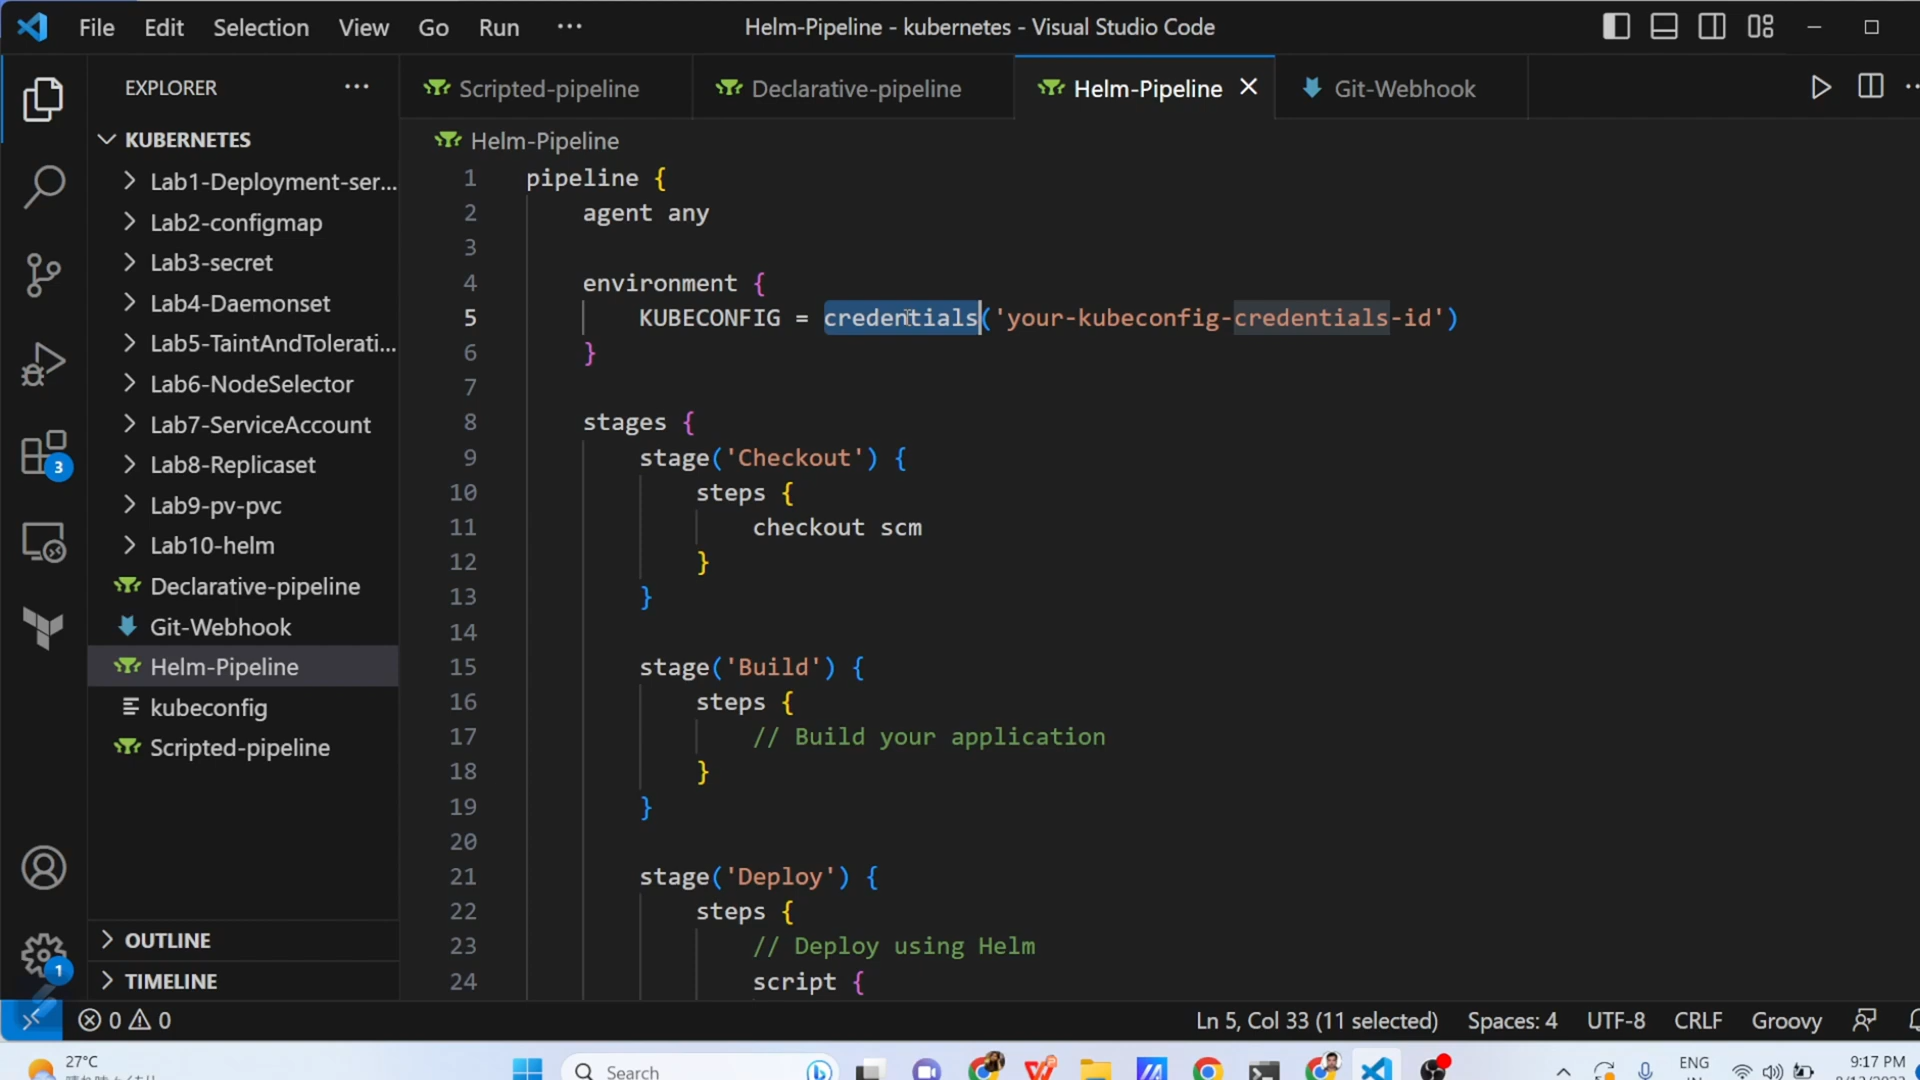 File Edit Selection View Go Run ···
Helm-Pipeline - kubernetes - Visual Studio Code
EXPLORER ···
Scripted-pipeline
Declarative-pipeline
Helm-Pipeline
Git-Webhook
KUBERNETES
Lab1-Deployment-ser...
Lab2-configmap
Lab3-secret
Lab4-Daemonset
Lab5-TaintAndTolerati...
Lab6-NodeSelector
Lab7-ServiceAccount
Lab8-Replicaset
Lab9-pv-pvc
Lab10-helm
Declarative-pipeline
Git-Webhook
Helm-Pipeline
kubeconfig
Scripted-pipeline
OUTLINE
TIMELINE
3
1
Helm-Pipeline
1 pipeline {
2 agent any
3
4 environment {
5 KUBECONFIG = credentials('your-kubeconfig-credentials-id')
6 }
7
8 stages {
9 stage('Checkout') {
10 steps {
11 checkout scm
12 }
13 }
14
15 stage('Build') {
16 steps {
17 // Build your application
18 }
19 }
20
21 stage('Deploy') {
22 steps {
23 // Deploy using Helm
24 script {
0 0
Ln 5, Col 33 (11 selected) Spaces: 4 UTF-8 CRLF Groovy
27°C
Search
ENG
9:17 PM